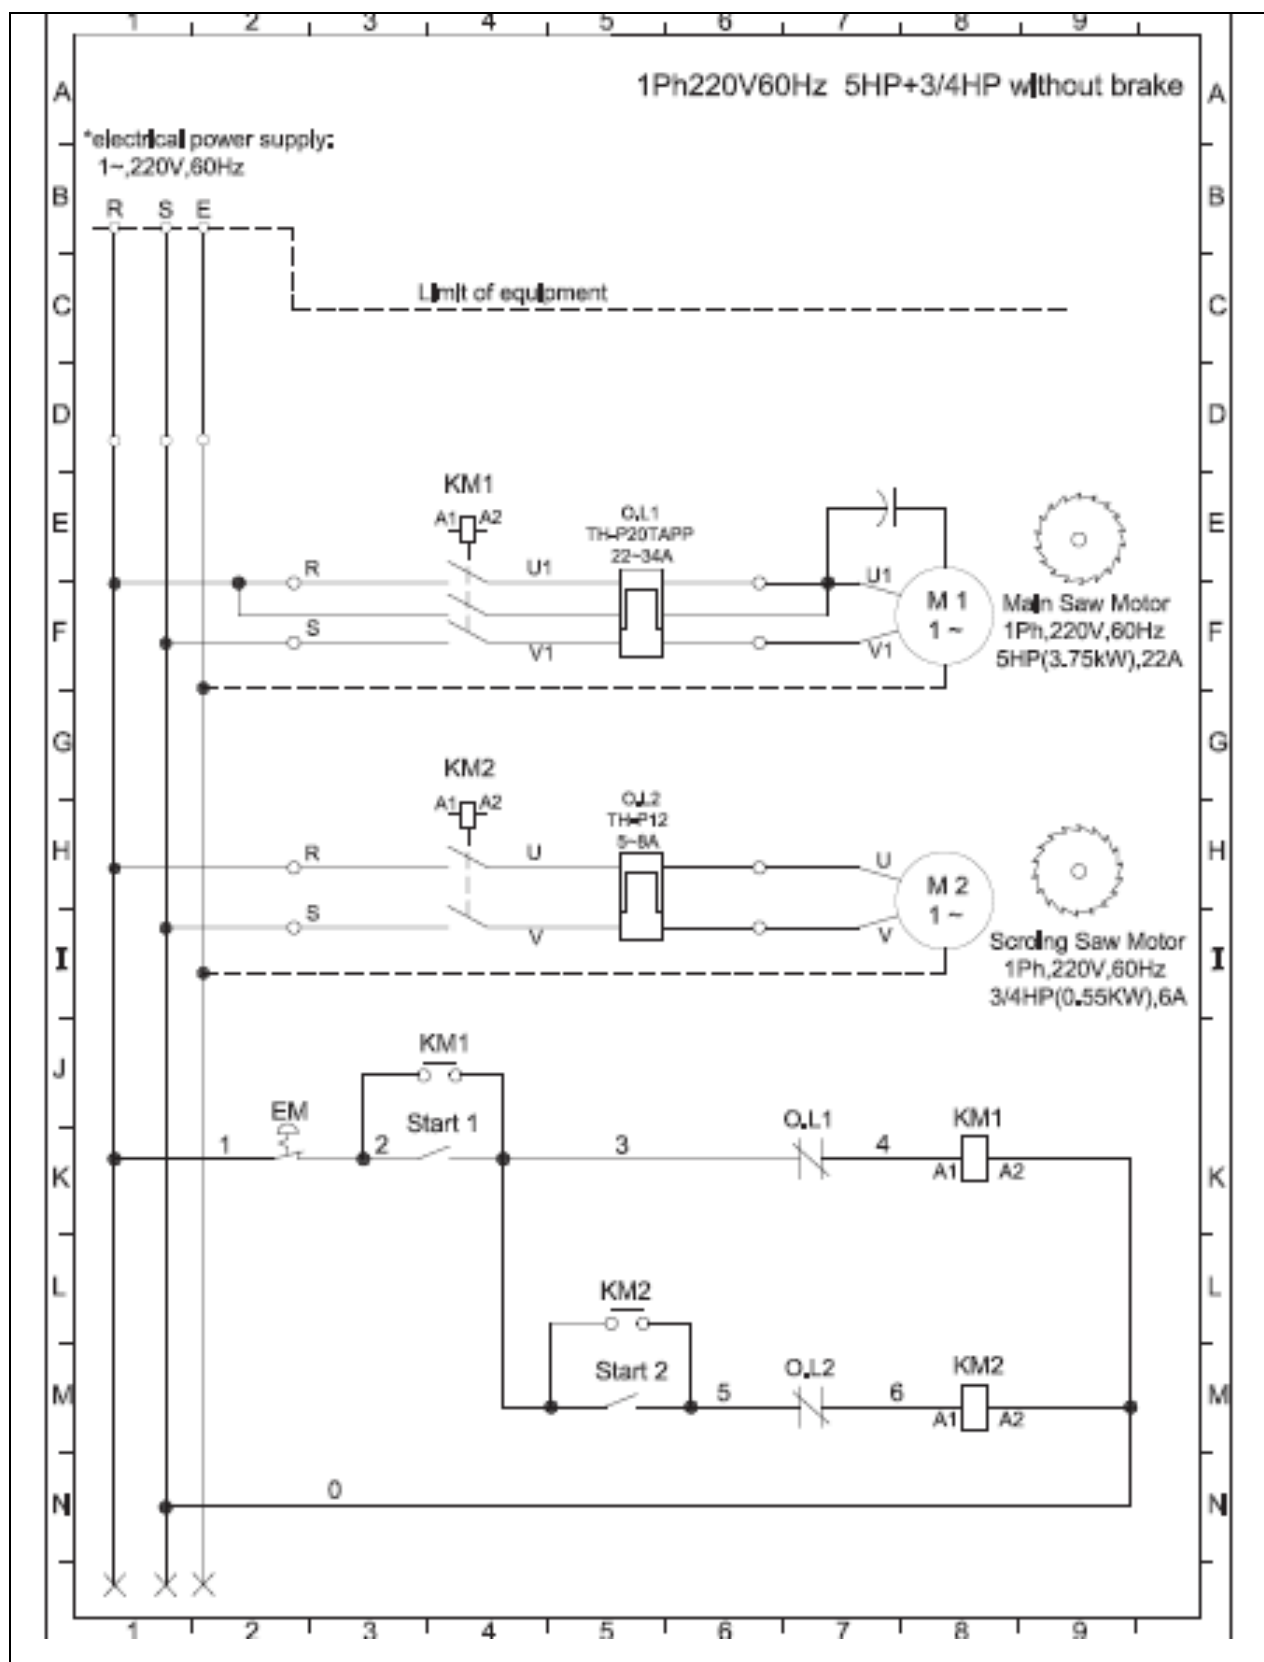 1 2 3 4 5 6 7 8 9
A 1Ph220V60Hz 5HP+3/4HP without brake A
*electrical power supply:
1~,220V,60Hz
B B
R S E
C Limit of equipment C
D D
KM1
A1 A2
E E
O.L1
TH-P20TAPP
22~34A
R U1 U1
M 1
1 ~
Main Saw Motor
1Ph,220V,60Hz
5HP(3.75kW),22A
F F
S V1 V1
G G
KM2
A1 A2
O.L2
TH-P12
5~8A
H H
R U U
M 2
1 ~
S V V
Scroing Saw Motor
1Ph,220V,60Hz
3/4HP(0.55KW),6A
I I
J J
KM1
EM Start 1 O.L1 KM1
1 2 3 4
K A1 A2 K
L L
KM2
Start 2 O.L2 KM2
M 5 6 M
A1 A2
0
N N
1 2 3 4 5 6 7 8 9